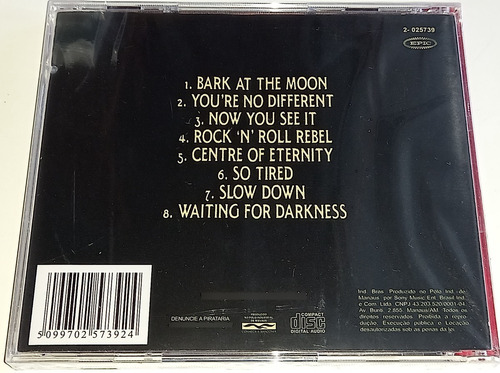 2- 025739
EPIC
1. BARK AT THE MOON
2. YOU'RE NO DIFFERENT
3. NOW YOU SEE IT
4. ROCK 'N' ROLL REBEL
5. CENTRE OF ETERNITY
6. SO TIRED
7. SLOW DOWN
8. WAITING FOR DARKNESS
5099702573924
DENUNCIE A PIRATARIA
COMPACT
disc
DIGITAL AUDIO
Ind. Bras. Produzido no Pólo Ind. de
Manaus por Sony Music Ent. Brasil Ind.
e Com. Ltda. CNPJ 43.203.520/0001-04
Av. Buriti 2.855, Manaus/AM. Todos os
direitos reservados. Proibida a repro-
dução. Execução pública e Locação
desautorizadas sob as penas da lei.